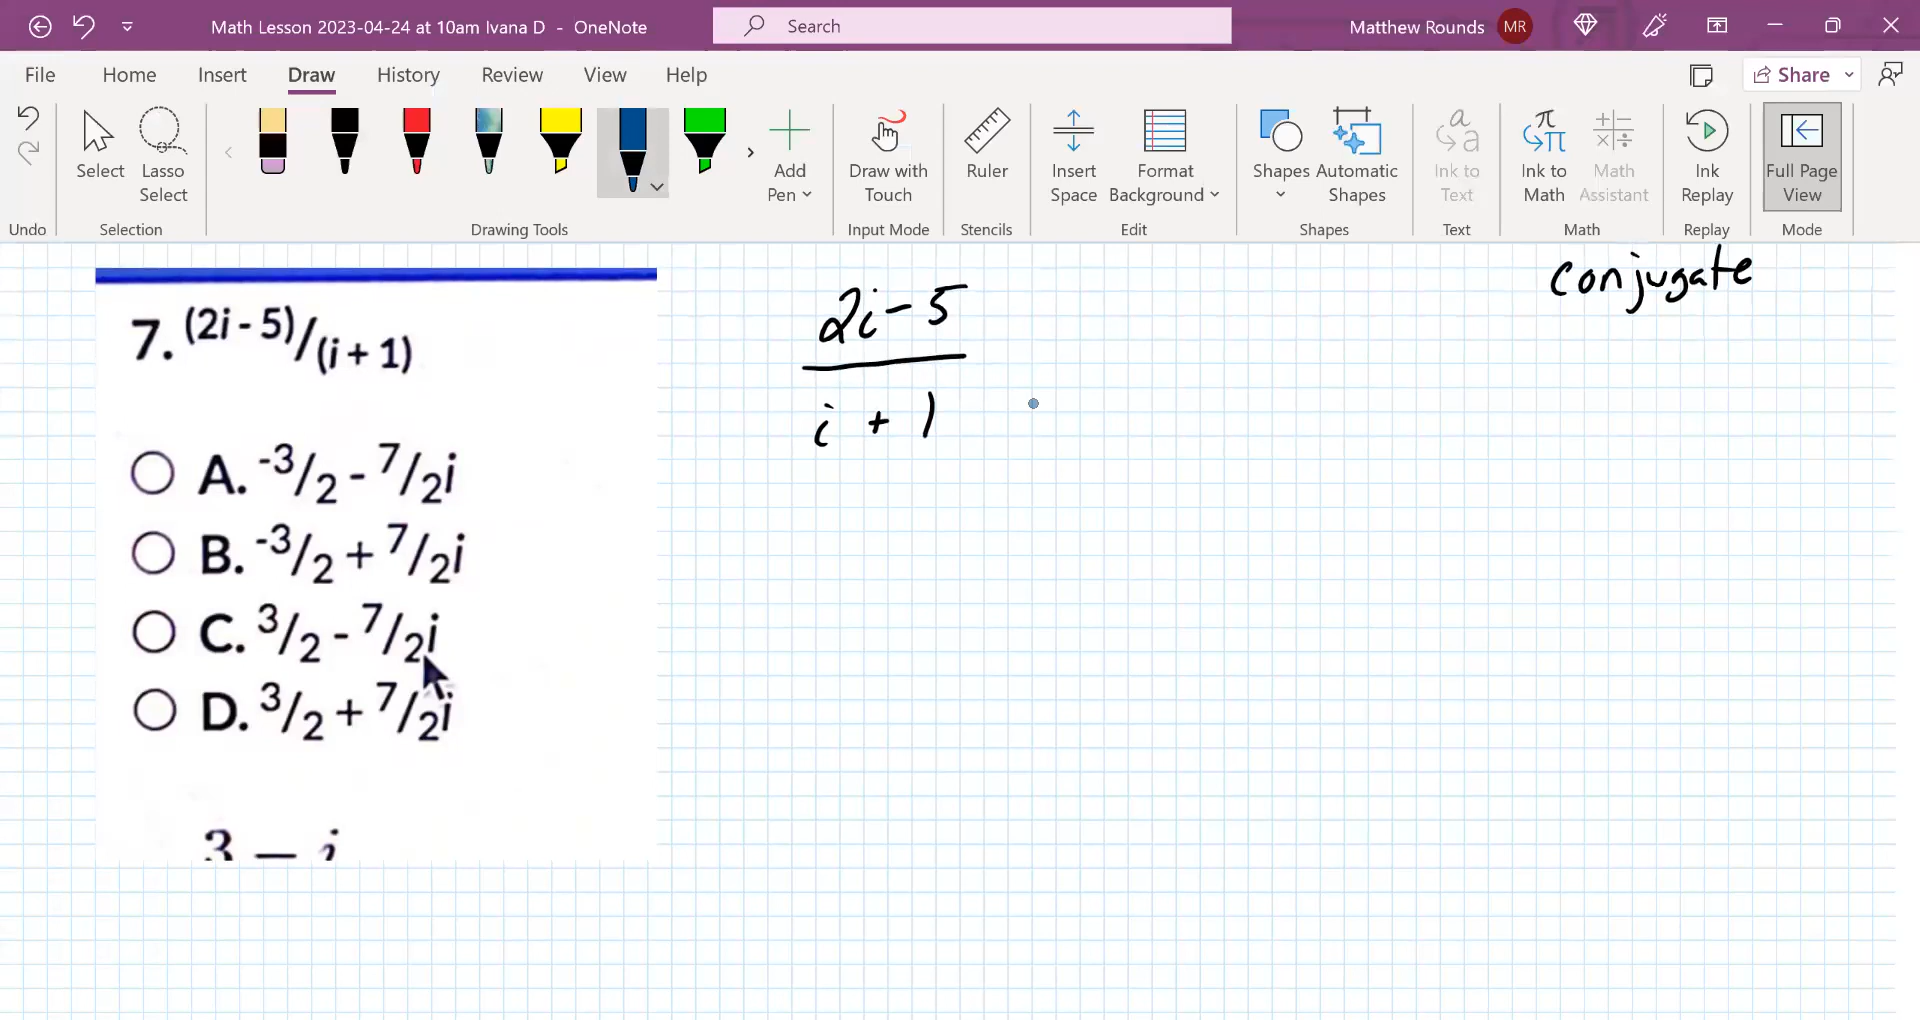 Math Lesson 2023-04-24 at 10am Ivana D - OneNote
Search
Matthew Rounds MR
File Home Insert Draw History Review View Help
Share
Select
Lasso Select
Add Pen
Draw with Touch
Ruler
Insert Space
Format Background
Shapes
Automatic Shapes
Ink to Text
Ink to Math
Math Assistant
Ink Replay
Full Page View
Undo Selection Drawing Tools Input Mode Stencils Edit Shapes Text Math Replay Mode
conjugate
7. (2i - 5)/(i + 1)
A. -3/2 - 7/2i
B. -3/2 + 7/2i
C. 3/2 - 7/2i
D. 3/2 + 7/2i
3 − i
2i - 5
i + 1